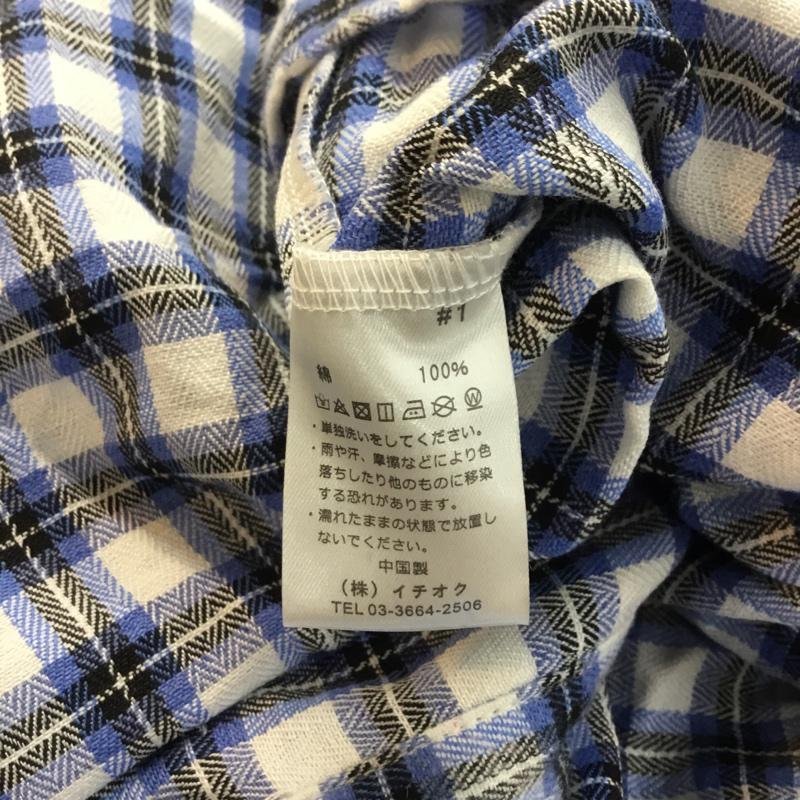 #1
綿 100%
・単独洗いをしてください。
・雨や汗、摩擦などにより色
落ちしたり他のものに移染
する恐れがあります。
・濡れたままの状態で放置し
ないでください。
中国製
（株）イチオク
TEL 03-3664-2506